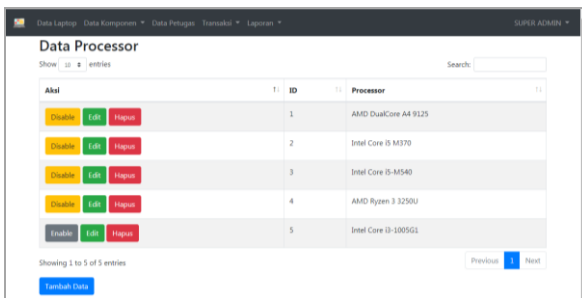 Data Laptop Data Komponen Data Petugas Transaksi Laporan SUPER ADMIN
Data Processor
Show 10 entries Search:
Aksi ID Processor
Disable Edit Hapus 1 AMD DualCore A4 9125
Disable Edit Hapus 2 Intel Core i5 M370
Disable Edit Hapus 3 Intel Core i5-M540
Disable Edit Hapus 4 AMD Ryzen 3 3250U
Enable Edit Hapus 5 Intel Core i3-1005G1
Showing 1 to 5 of 5 entries Previous 1 Next
Tambah Data